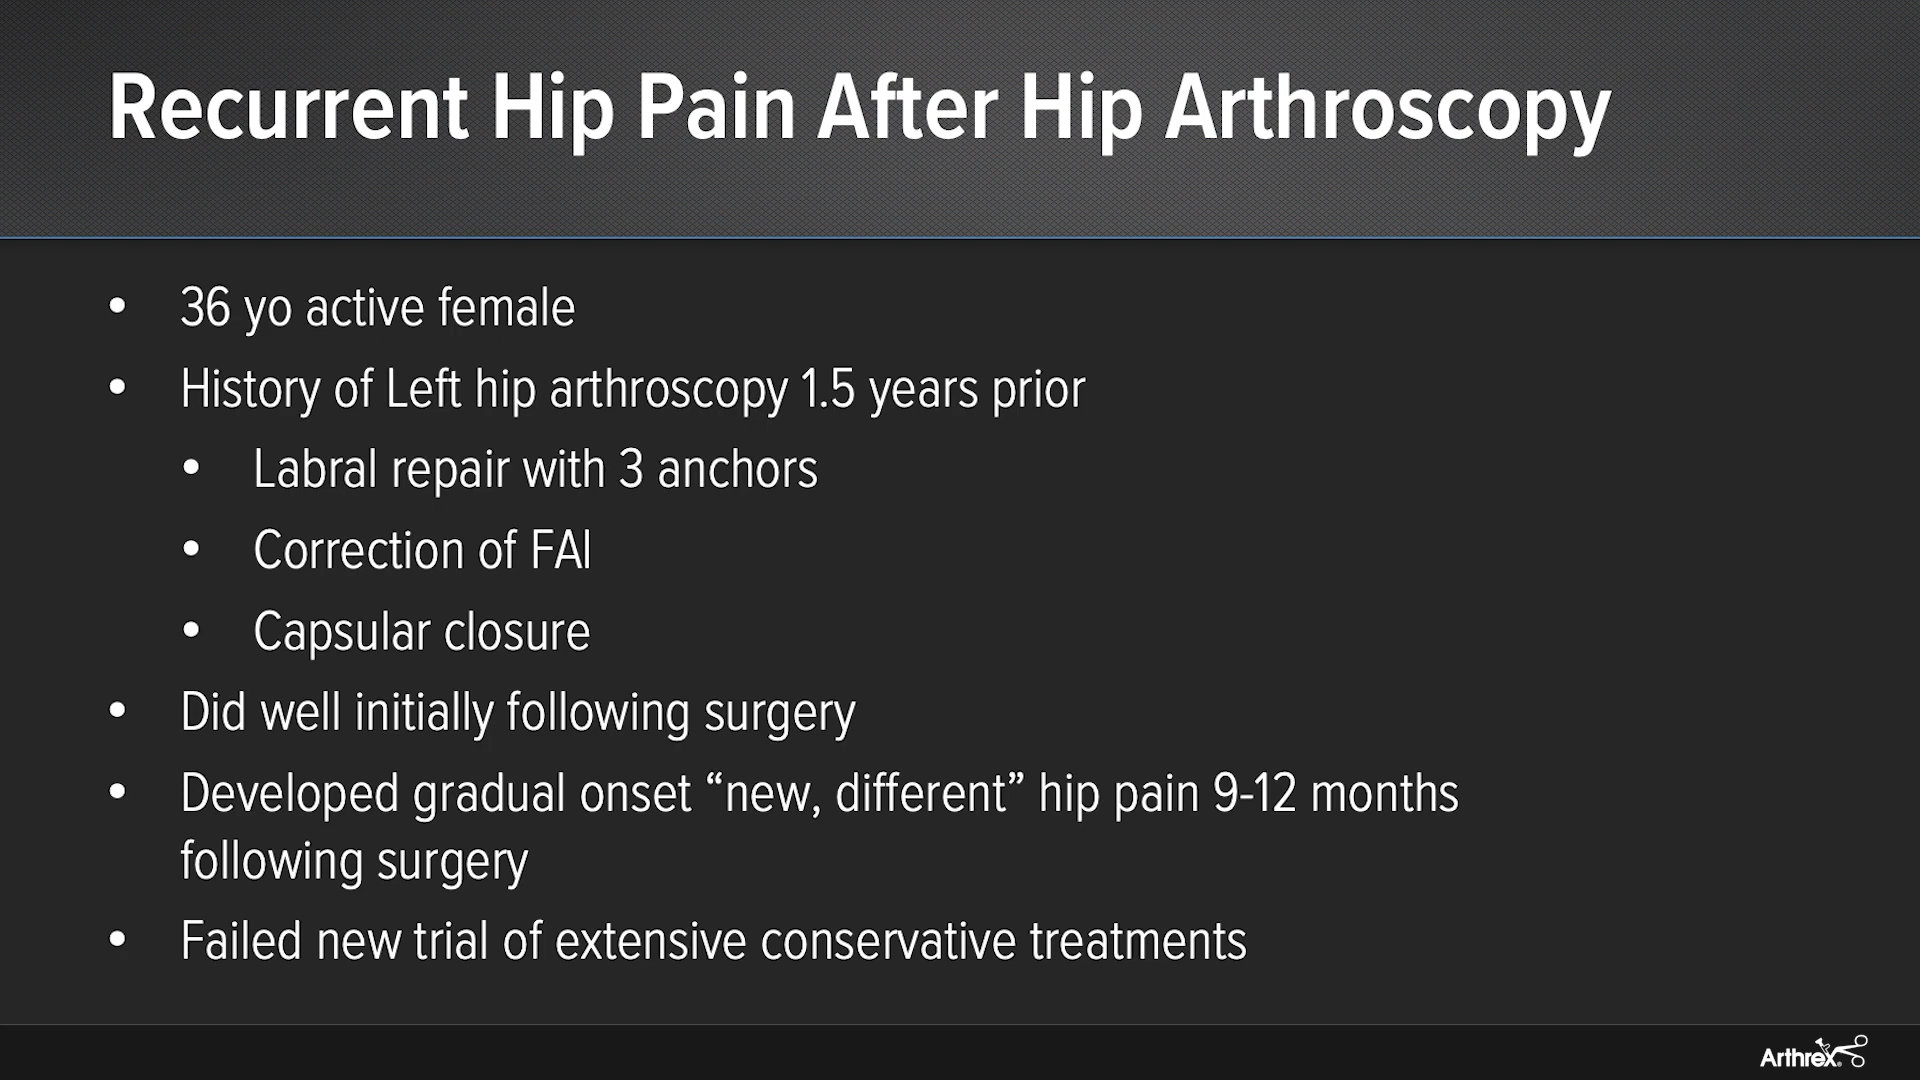 Recurrent Hip Pain After Hip Arthroscopy
• 36 yo active female
• History of Left hip arthroscopy 1.5 years prior
• Labral repair with 3 anchors
• Correction of FAI
• Capsular closure
• Did well initially following surgery
• Developed gradual onset “new, different” hip pain 9-12 months
following surgery
• Failed new trial of extensive conservative treatments
Arthrex